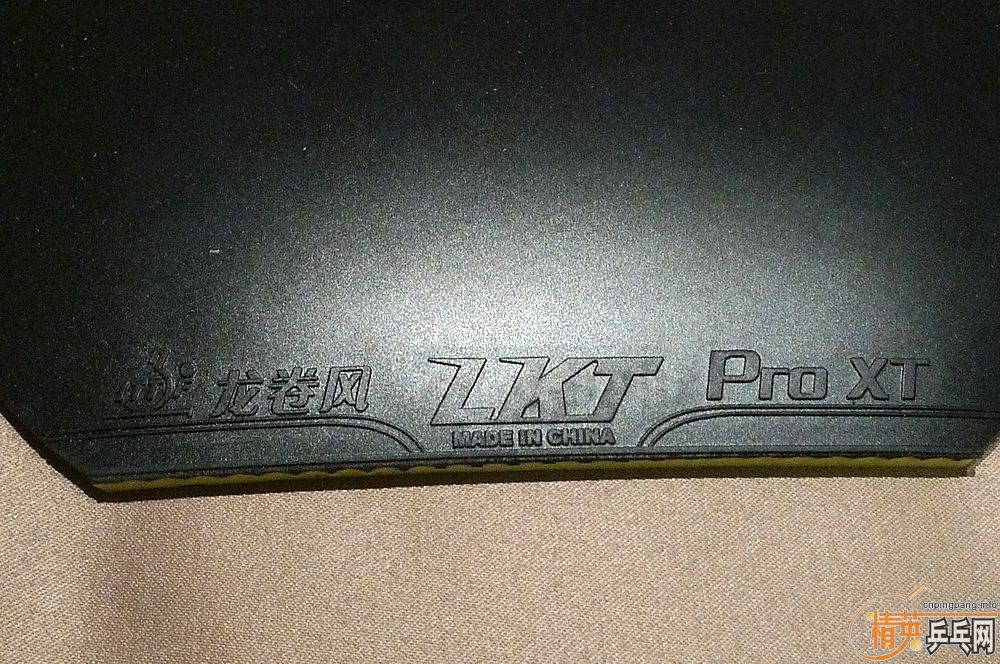 龙卷风 LKT Pro XT
MADE IN CHINA
cnpingpang.info
精英乒乓网